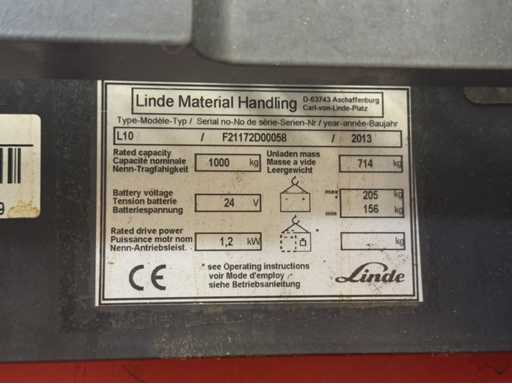 Linde Material Handling
D-63743 Aschaffenburg
Carl-von-Linde-Platz
Type-Modèle-Typ / Serial no-No de série-Serien-Nr / year-année-Baujahr
L10 / F21172D00058 / 2013
Rated capacity
Capacité nominale
Nenn-Tragfähigkeit
1000 kg
Unladen mass
Masse a vide
Leergewicht
714 kg
Battery voltage
Tension batterie
Batteriespannung
24 V
max 205 kg
min 156 kg
Rated drive power
Puissance motr nom
Nenn-Antriebsleist.
1,2 kW
kg
* see Operating instructions
voir Mode d'employ
siehe Betriebsanleitung
CE
Linde
9